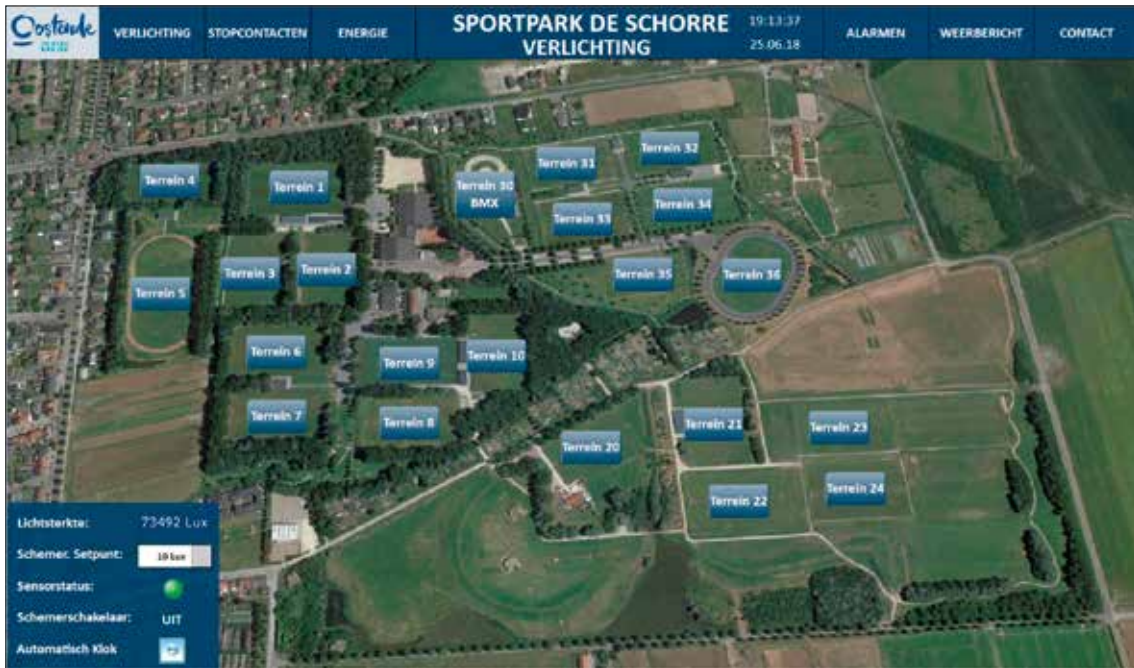 Oostende
VERLICHTING
STOPCONTACTEN
ENERGIE
SPORTPARK DE SCHORRE
VERLICHTING
19:13:37
25.06.18
ALARMEN
WEERBERICHT
CONTACT
Terrein 4
Terrein 1
Terrein 30
BMX
Terrein 31
Terrein 32
Terrein 33
Terrein 34
Terrein 5
Terrein 3
Terrein 2
Terrein 35
Terrein 36
Terrein 6
Terrein 9
Terrein 10
Terrein 7
Terrein 8
Terrein 20
Terrein 21
Terrein 23
Terrein 22
Terrein 24
Lichtsterkte: 73492 Lux
Schemer. Setpunt:
Sensorstatus:
Schemerschakelaar: UIT
Automatisch Klok